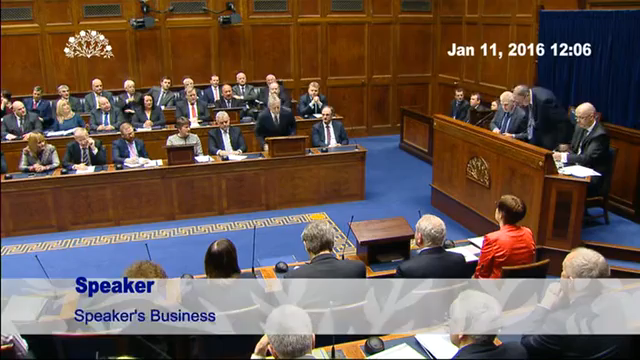 Jan 11, 2016 12:06
Speaker
Speaker's Business